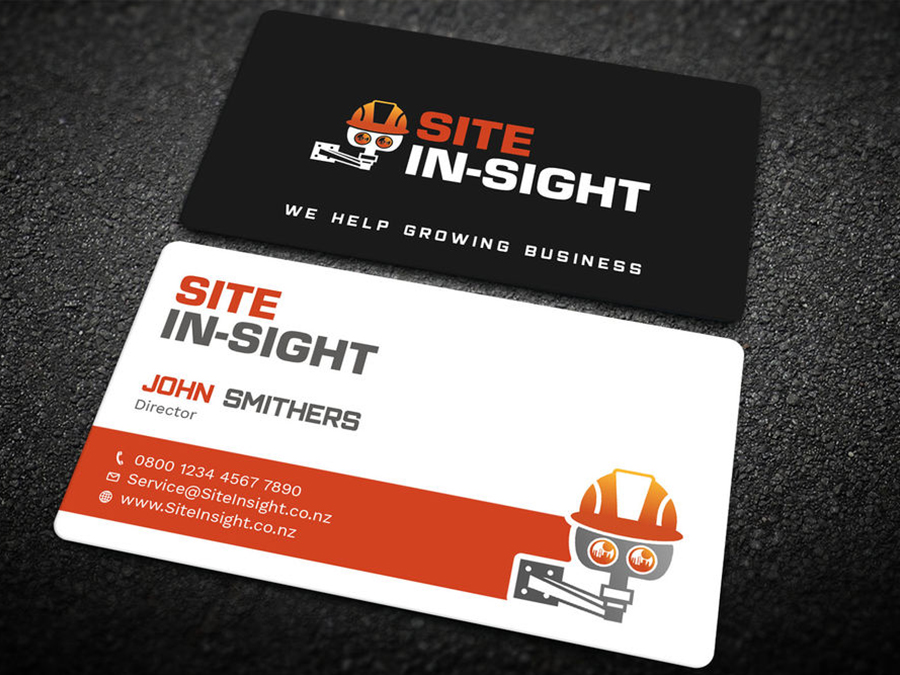 SITE
IN-SIGHT
WE HELP GROWING BUSINESS
SITE
IN-SIGHT
JOHN SMITHERS
Director
0800 1234 4567 7890
Service@SiteInsight.co.nz
www.SiteInsight.co.nz